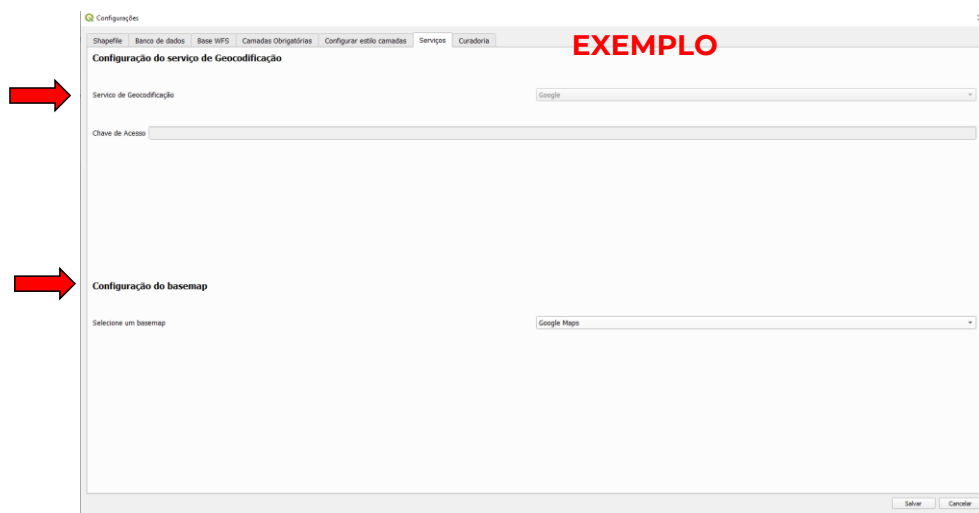 Configurações
Shapefile Banco de dados Base WFS Camadas Obrigatórias Configurar estilo camadas Serviços Curadoria
EXEMPLO
Configuração do serviço de Geocodificação
Servico de Geocodificação Google
Chave de Acesso
Configuração do basemap
Selecione um basemap Google Maps
Salvar Cancelar